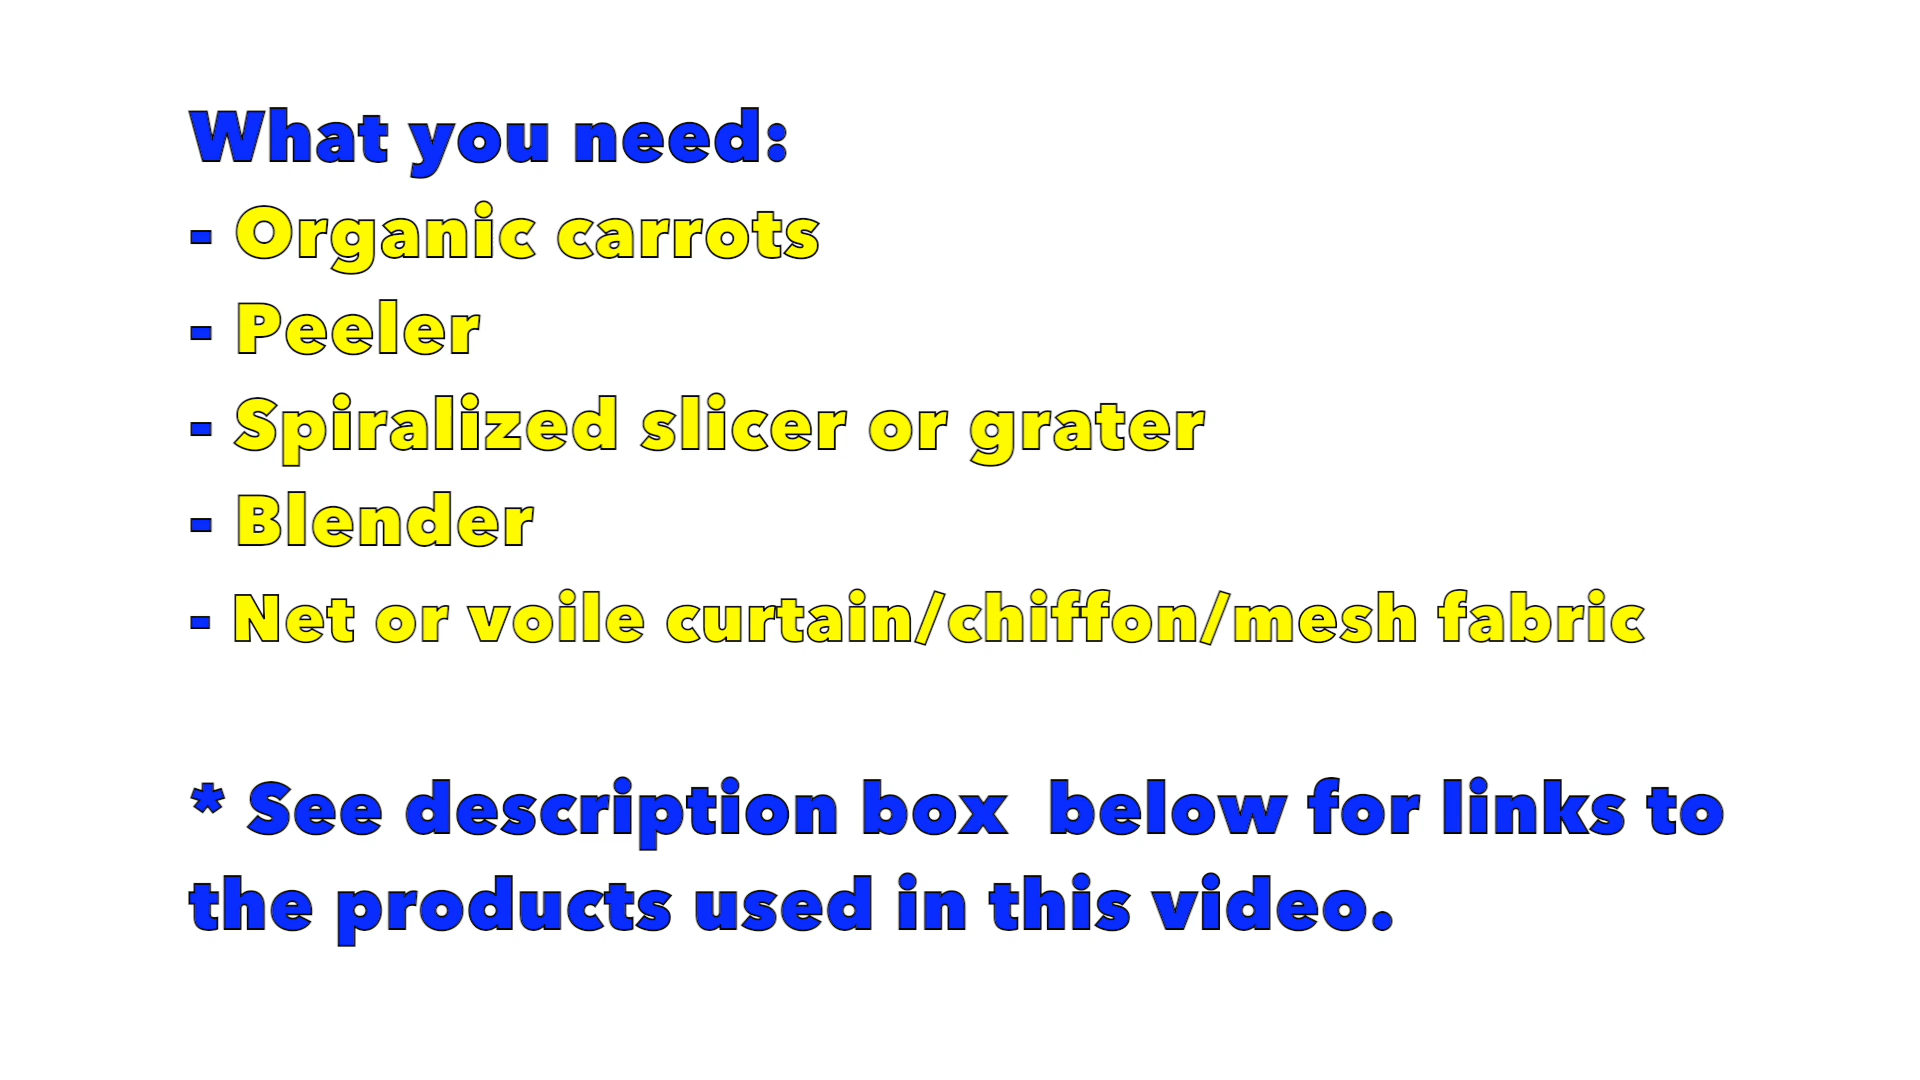 What you need:
- Organic carrots
- Peeler
- Spiralized slicer or grater
- Blender
- Net or voile curtain/chiffon/mesh fabric
* See description box  below for links to
the products used in this video.